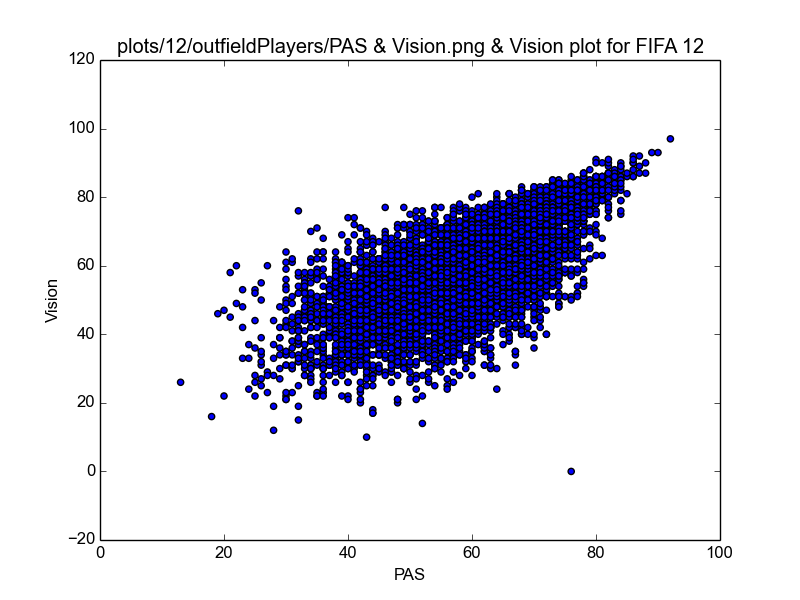 plots/12/outfieldPlayers/PAS & Vision.png & Vision plot for FIFA 12
120
100
80
60
40
20
0
−20
Vision
0 20 40 60 80 100
PAS